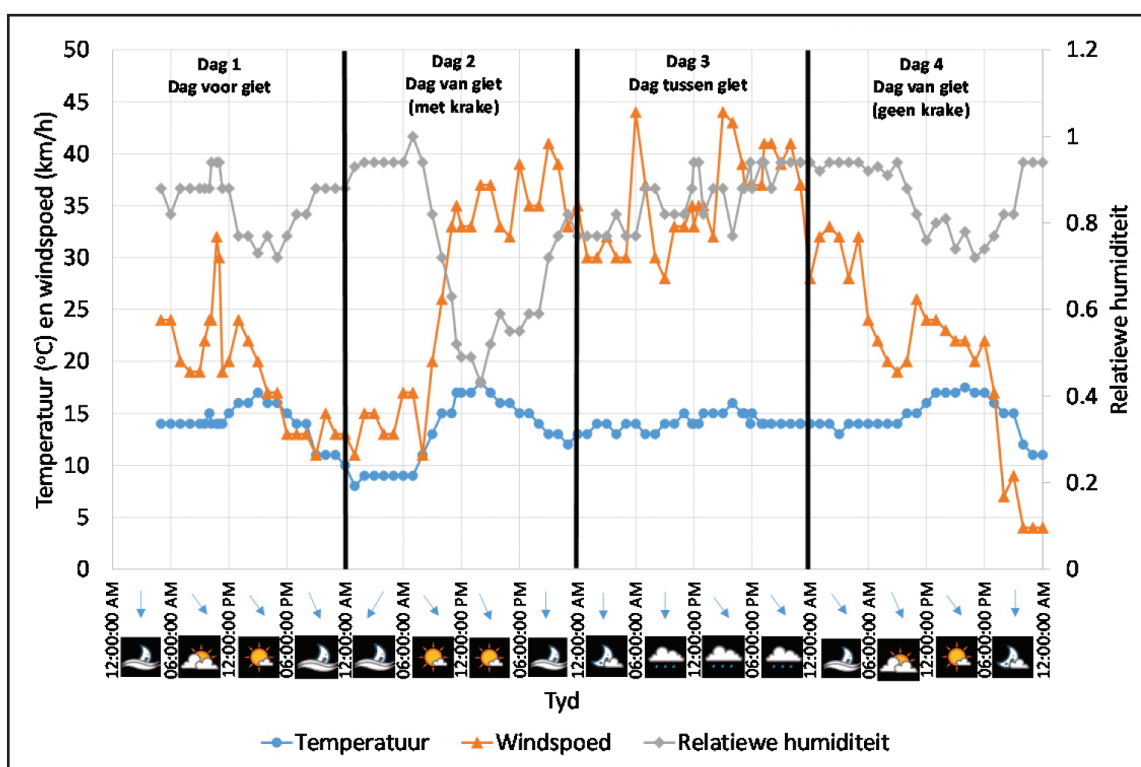 Temperatuur (ºC) en windspoed (km/h)
50
45
40
35
30
25
20
15
10
5
0
Dag 1
Dag voor giet
Dag 2
Dag van giet
(met krake)
Dag 3
Dag tussen giet
Dag 4
Dag van giet
(geen krake)
1.2
1
0.8
0.6
0.4
0.2
0
Relatiewe humiditeit
12:00:00 AM
06:00:00 AM
12:00:00 PM
06:00:00 PM
12:00:00 AM
06:00:00 AM
12:00:00 PM
06:00:00 PM
12:00:00 AM
06:00:00 AM
12:00:00 PM
06:00:00 PM
12:00:00 AM
06:00:00 AM
12:00:00 PM
06:00:00 PM
12:00:00 AM
Tyd
Temperatuur Windspoed Relatiewe humiditeit